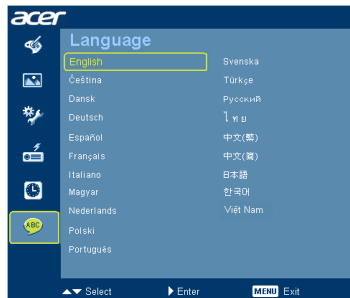 acer
Language
English
Čeština
Dansk
Deutsch
Español
Français
Italiano
Magyar
Nederlands
Polski
Português
Svenska
Türkçe
Русский
ไทย
中文(繁)
中文(简)
日本語
한국어
Việt Nam
ABC
Select Enter MENU Exit